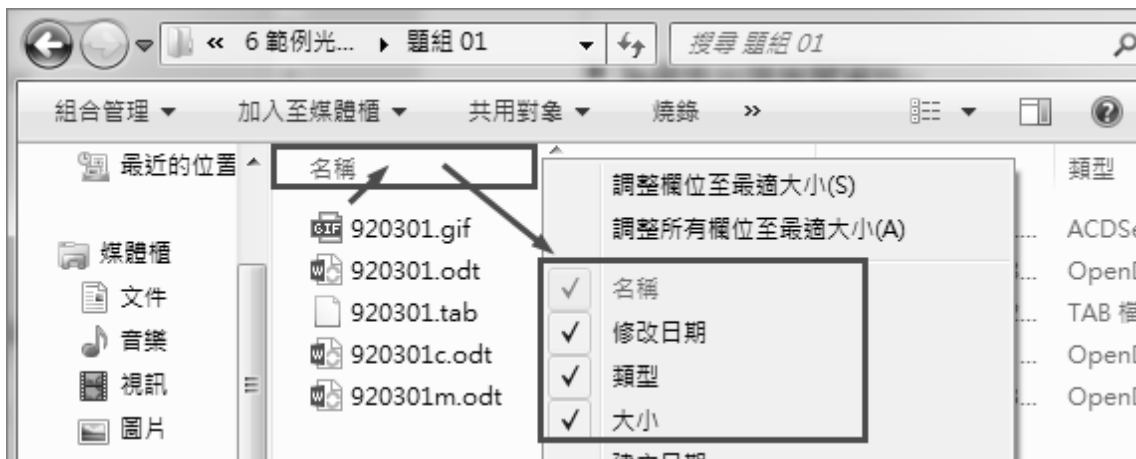 « 6 範例光... ▸ 題組 01
搜尋 題組 01
組合管理 加入至媒體櫃 共用對象 燒錄 »
最近的位置
媒體櫃
文件
音樂
視訊
圖片
名稱
類型
920301.gif
ACDSe
920301.odt
OpenD
920301.tab
TAB 檔
920301c.odt
OpenD
920301m.odt
OpenD
調整欄位至最適大小(S)
調整所有欄位至最適大小(A)
名稱
修改日期
類型
大小